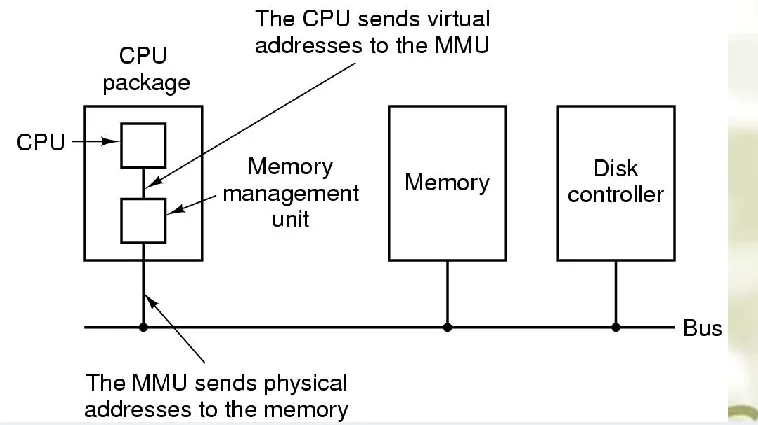 The CPU sends virtual
addresses to the MMU
CPU
package
CPU
Memory
management
unit
Memory
Disk
controller
Bus
The MMU sends physical
addresses to the memory